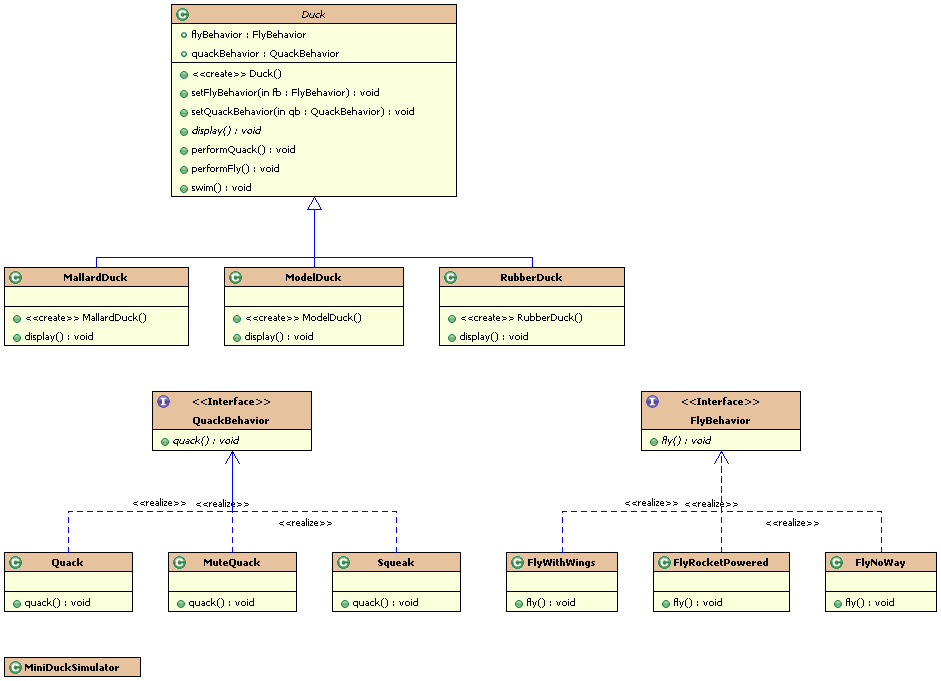 Duck
flyBehavior : FlyBehavior
quackBehavior : QuackBehavior
<<create>> Duck()
setFlyBehavior(in fb : FlyBehavior) : void
setQuackBehavior(in qb : QuackBehavior) : void
display() : void
performQuack() : void
performFly() : void
swim() : void
MallardDuck
<<create>> MallardDuck()
display() : void
ModelDuck
<<create>> ModelDuck()
display() : void
RubberDuck
<<create>> RubberDuck()
display() : void
<<Interface>>
QuackBehavior
quack() : void
<<Interface>>
FlyBehavior
fly() : void
<<realize>>
<<realize>>
<<realize>>
<<realize>>
<<realize>>
<<realize>>
Quack
quack() : void
MuteQuack
quack() : void
Squeak
quack() : void
FlyWithWings
fly() : void
FlyRocketPowered
fly() : void
FlyNoWay
fly() : void
MiniDuckSimulator